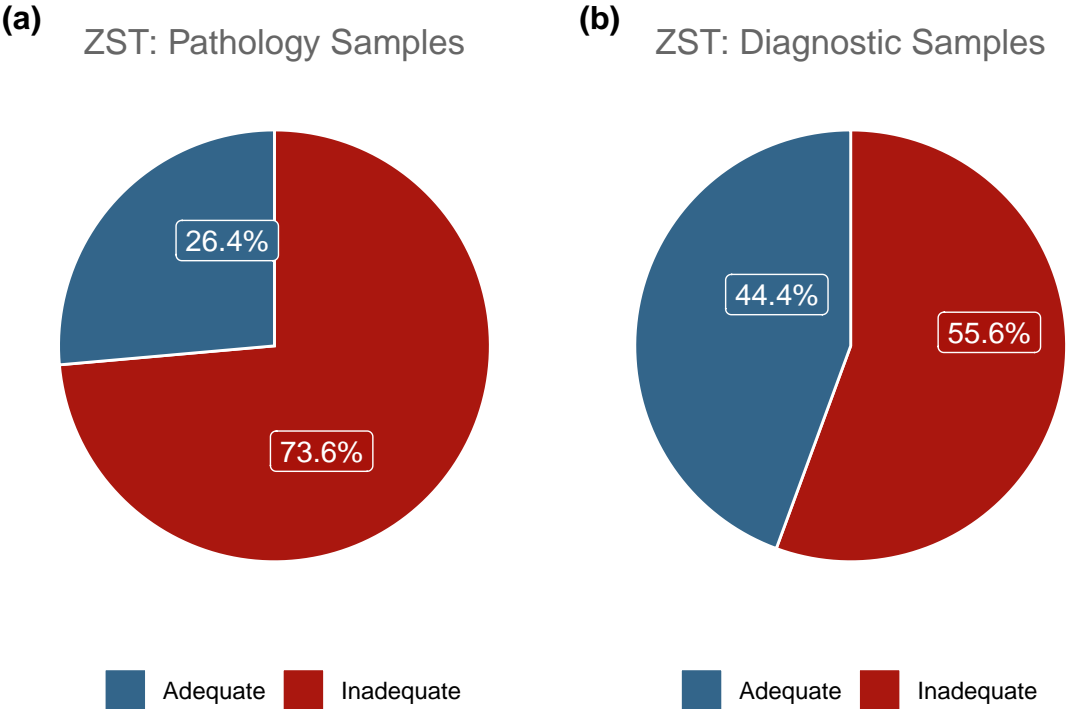 (a)
ZST: Pathology Samples
26.4%
73.6%
Adequate
Inadequate
(b)
ZST: Diagnostic Samples
44.4%
55.6%
Adequate
Inadequate